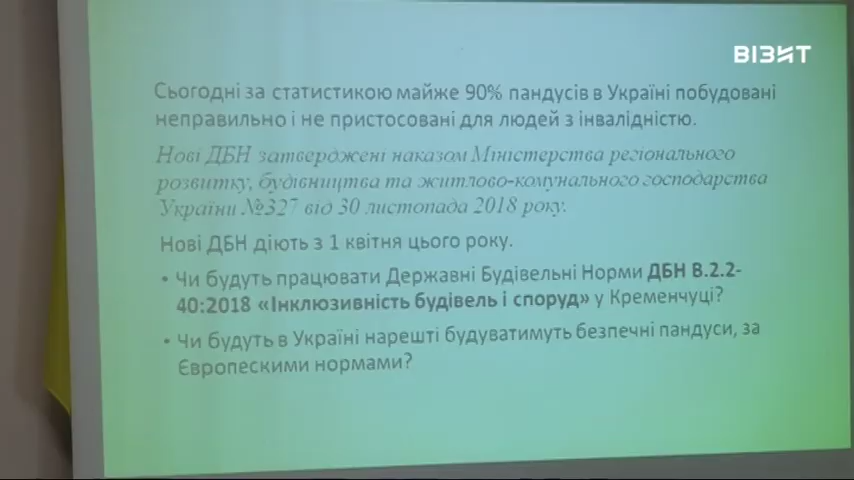 ВІЗИТ
Сьогодні за статистикою майже 90% пандусів в Україні побудовані
неправильно і не пристосовані для людей з інвалідністю.
Нові ДБН затверджені наказом Міністерства регіонального
розвитку, будівництва та житлово-комунального господарства
України №327 від 30 листопада 2018 року.
Нові ДБН діють з 1 квітня цього року.
• Чи будуть працювати Державні Будівельні Норми ДБН В.2.2-
40:2018 «Інклюзивність будівель і споруд» у Кременчуці?
• Чи будуть в Україні нарешті будуватимуть безпечні пандуси, за
Європескими нормами?